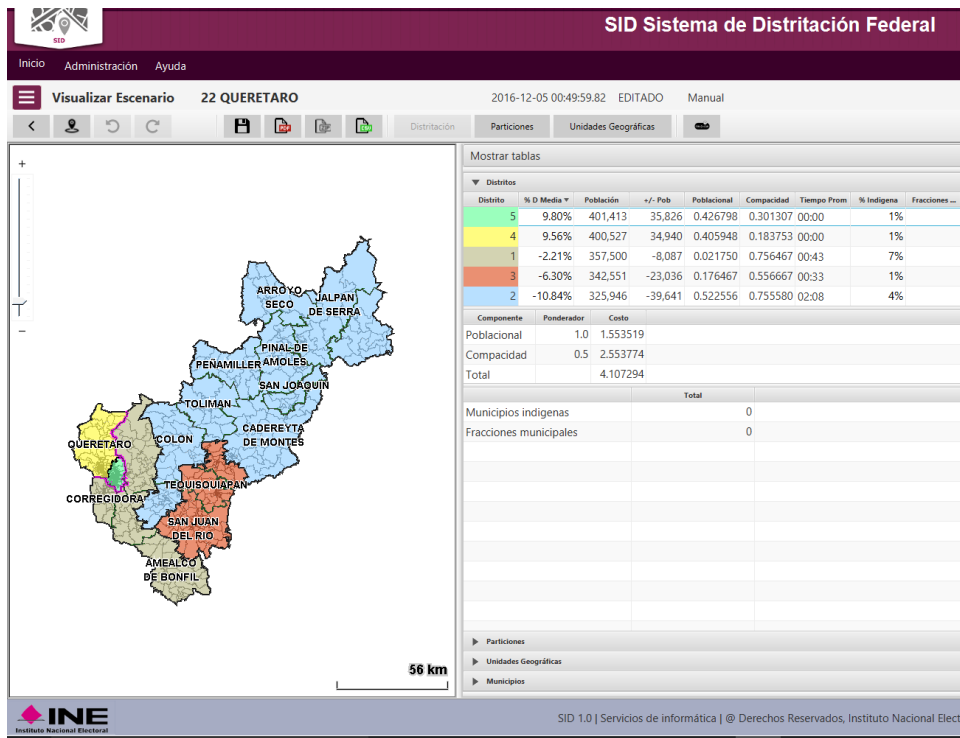 SID
SID Sistema de Distritación Federal
Inicio Administración Ayuda
Visualizar Escenario 22 QUERETARO 2016-12-05 00:49:59.82 EDITADO Manual
Distritación Particiones Unidades Geográficas
Mostrar tablas
Distritos
Distrito % D Media Población +/- Pob Poblacional Compacidad Tiempo Prom % Indigena Fracciones ...
5 9.80% 401,413 35,826 0.426798 0.301307 00:00 1%
4 9.56% 400,527 34,940 0.405948 0.183753 00:00 1%
1 -2.21% 357,500 -8,087 0.021750 0.756467 00:43 7%
3 -6.30% 342,551 -23,036 0.176467 0.556667 00:33 1%
2 -10.84% 325,946 -39,641 0.522556 0.755580 02:08 4%
Componente Ponderador Costo
Poblacional 1.0 1.553519
Compacidad 0.5 2.553774
Total 4.107294
Total
Municipios indigenas 0
Fracciones municipales 0
Particiones
Unidades Geográficas
Municipios
+
−
ARROYO
SECO
JALPAN
DE SERRA
PINAL DE
AMOLES
PEÑAMILLER
SAN JOAQUIN
TOLIMAN
CADEREYTA
DE MONTES
COLON
QUERETARO
TEQUISQUIAPAN
CORREGIDORA
SAN JUAN
DEL RIO
AMEALCO
DE BONFIL
56 km
INE
Instituto Nacional Electoral
SID 1.0 | Servicios de informática | @ Derechos Reservados, Instituto Nacional Elect